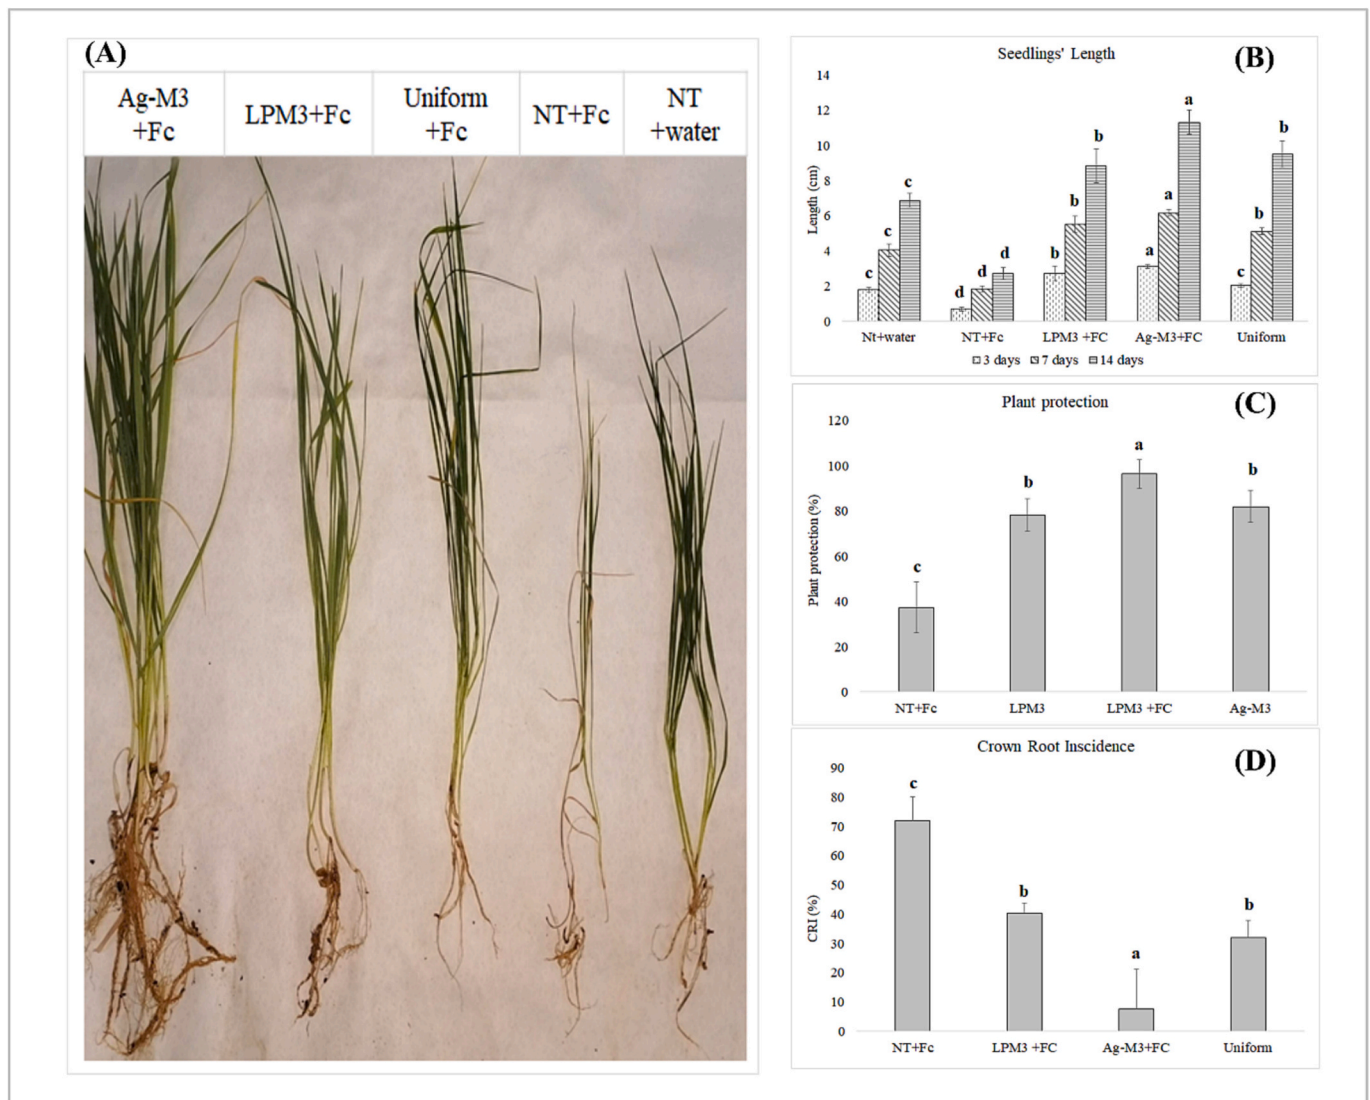 (A)
Ag-M3
+Fc
LPM3+Fc
Uniform
+Fc
NT+Fc
NT
+water
Seedlings' Length
(B)
14
12
10
8
6
4
2
0
Length (cm)
c
c
c
d
d
d
b
b
b
a
a
a
c
b
b
Nt+water
NT+Fc
LPM3 +FC
Ag-M3+FC
Uniform
3 days
7 days
14 days
Plant protection
(C)
120
100
80
60
40
20
0
Plant protection (%)
c
b
a
b
NT+Fc
LPM3
LPM3 +FC
Ag-M3
Crown Root Inscidence
(D)
90
80
70
60
50
40
30
20
10
0
CRI (%)
c
b
a
b
NT+Fc
LPM3 +FC
Ag-M3+FC
Uniform